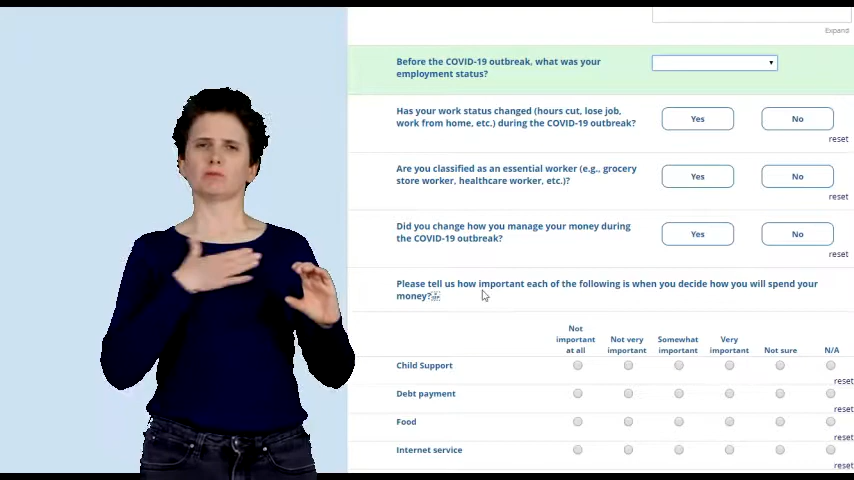 Expand
Before the COVID-19 outbreak, what was your
employment status?
Has your work status changed (hours cut, lose job,
work from home, etc.) during the COVID-19 outbreak?
Yes
No
reset
Are you classified as an essential worker (e.g., grocery
store worker, healthcare worker, etc.)?
Yes
No
reset
Did you change how you manage your money during
the COVID-19 outbreak?
Yes
No
reset
Please tell us how important each of the following is when you decide how you will spend your
money?
Not
important
at all
Not very
important
Somewhat
important
Very
important
Not sure
N/A
Child Support
reset
Debt payment
reset
Food
reset
Internet service
reset